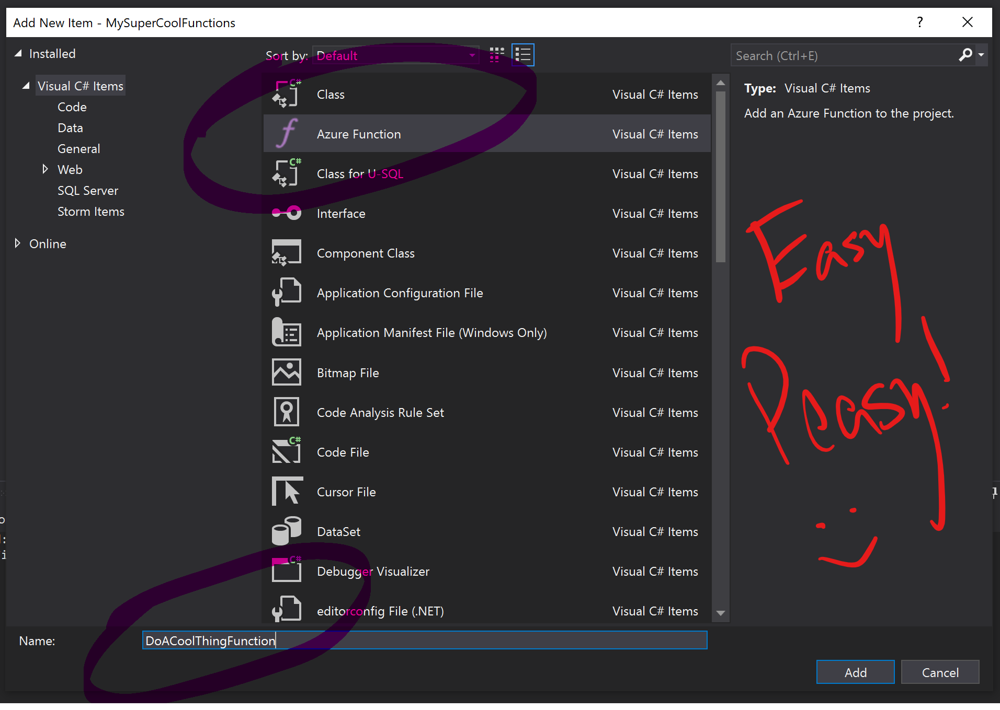 Add New Item - MySuperCoolFunctions
?
Installed
Visual C# Items
Code
Data
General
Web
SQL Server
Storm Items
Online
Sort by: Default
Search (Ctrl+E)
C#
Class Visual C# Items
Azure Function Visual C# Items
C#
Class for U-SQL Visual C# Items
Interface Visual C# Items
Component Class Visual C# Items
Application Configuration File Visual C# Items
Application Manifest File (Windows Only) Visual C# Items
Bitmap File Visual C# Items
Code Analysis Rule Set Visual C# Items
C#
Code File Visual C# Items
Cursor File Visual C# Items
DataSet Visual C# Items
C#
Debugger Visualizer Visual C# Items
editorconfig File (.NET) Visual C# Items
Type: Visual C# Items
Add an Azure Function to the project.
Easy
Peasy!
Name: DoACoolThingFunction
Add Cancel